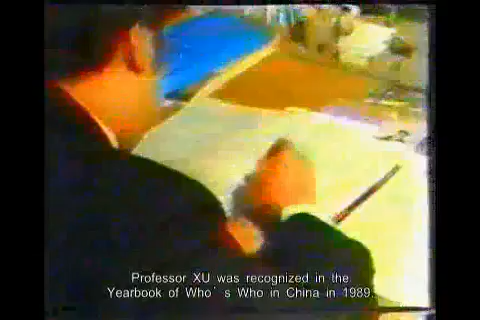 Professor XU was recognized in the
Yearbook of Who`s Who in China in 1989.